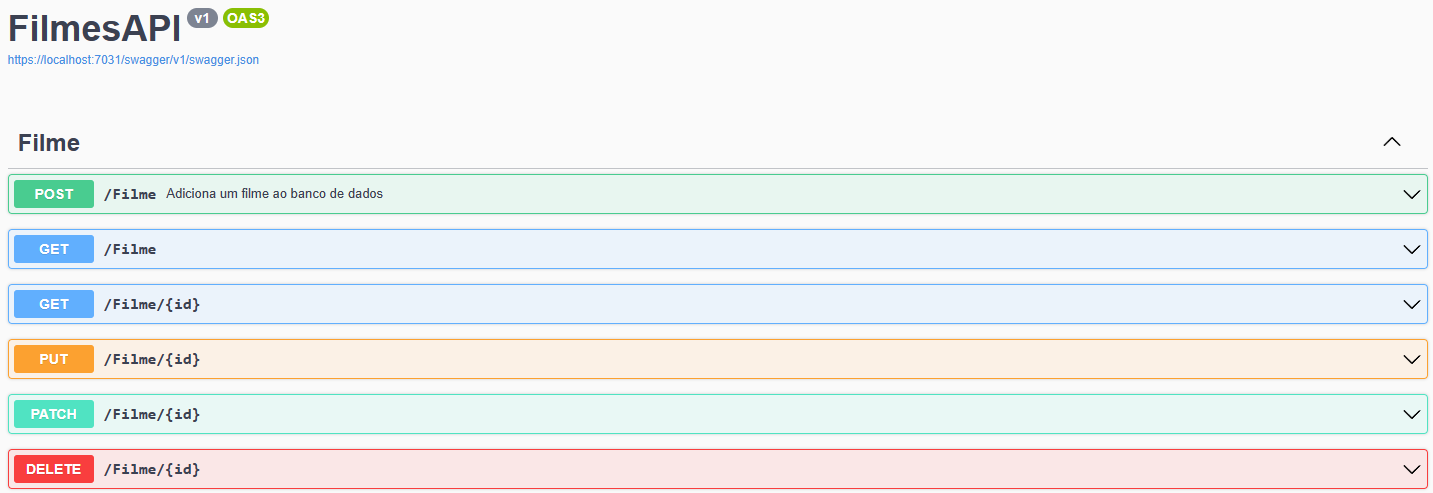 FilmesAPI v1 OAS3
https://localhost:7031/swagger/v1/swagger.json
Filme
POST /Filme Adiciona um filme ao banco de dados
GET /Filme
GET /Filme/{id}
PUT /Filme/{id}
PATCH /Filme/{id}
DELETE /Filme/{id}